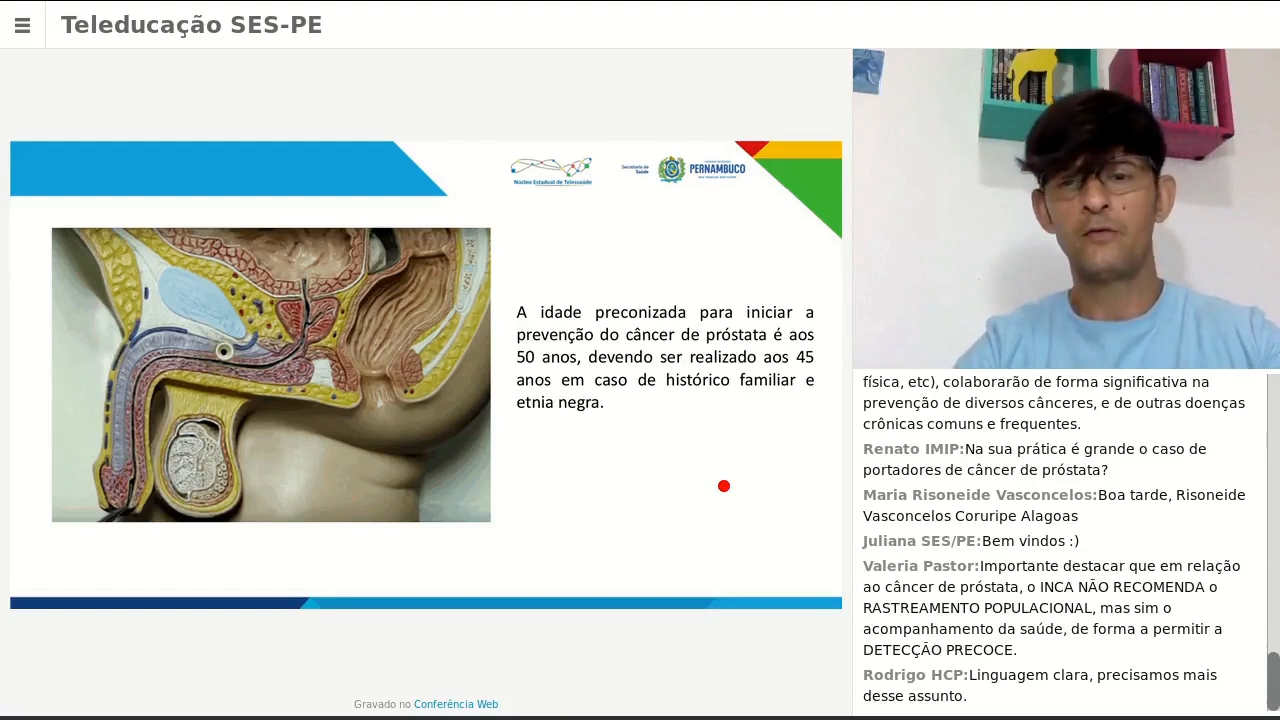 Teleducação SES-PE
Núcleo Estadual de Telessaúde
Secretaria de
Saúde
PERNAMBUCO
A idade preconizada para iniciar a
prevenção do câncer de próstata é aos
50 anos, devendo ser realizado aos 45
anos em caso de histórico familiar e
etnia negra.
física, etc), colaborarão de forma significativa na
prevenção de diversos cânceres, e de outras doenças
crônicas comuns e frequentes.
Renato IMIP:Na sua prática é grande o caso de
portadores de câncer de próstata?
Maria Risoneide Vasconcelos:Boa tarde, Risoneide
Vasconcelos Coruripe Alagoas
Juliana SES/PE:Bem vindos :)
Valeria Pastor:Importante destacar que em relação
ao câncer de próstata, o INCA NÃO RECOMENDA o
RASTREAMENTO POPULACIONAL, mas sim o
acompanhamento da saúde, de forma a permitir a
DETECÇÃO PRECOCE.
Rodrigo HCP:Linguagem clara, precisamos mais
desse assunto.
Gravado no Conferência Web